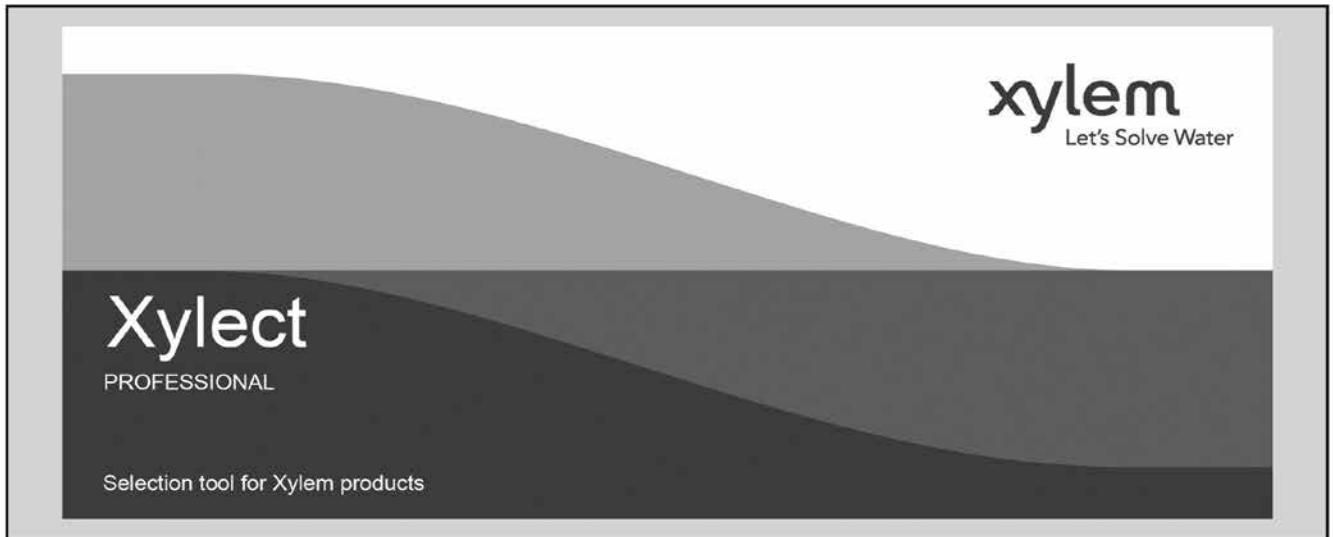 xylem
Let's Solve Water
Xylect
PROFESSIONAL
Selection tool for Xylem products